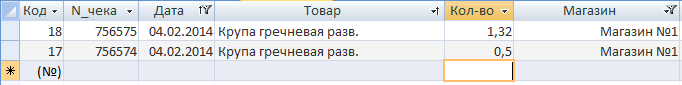 Код N_чека Дата Товар Кол-во Магазин
18 756575 04.02.2014 Крупа гречневая разв. 1,32 Магазин №1
17 756574 04.02.2014 Крупа гречневая разв. 0,5 Магазин №1
(№)